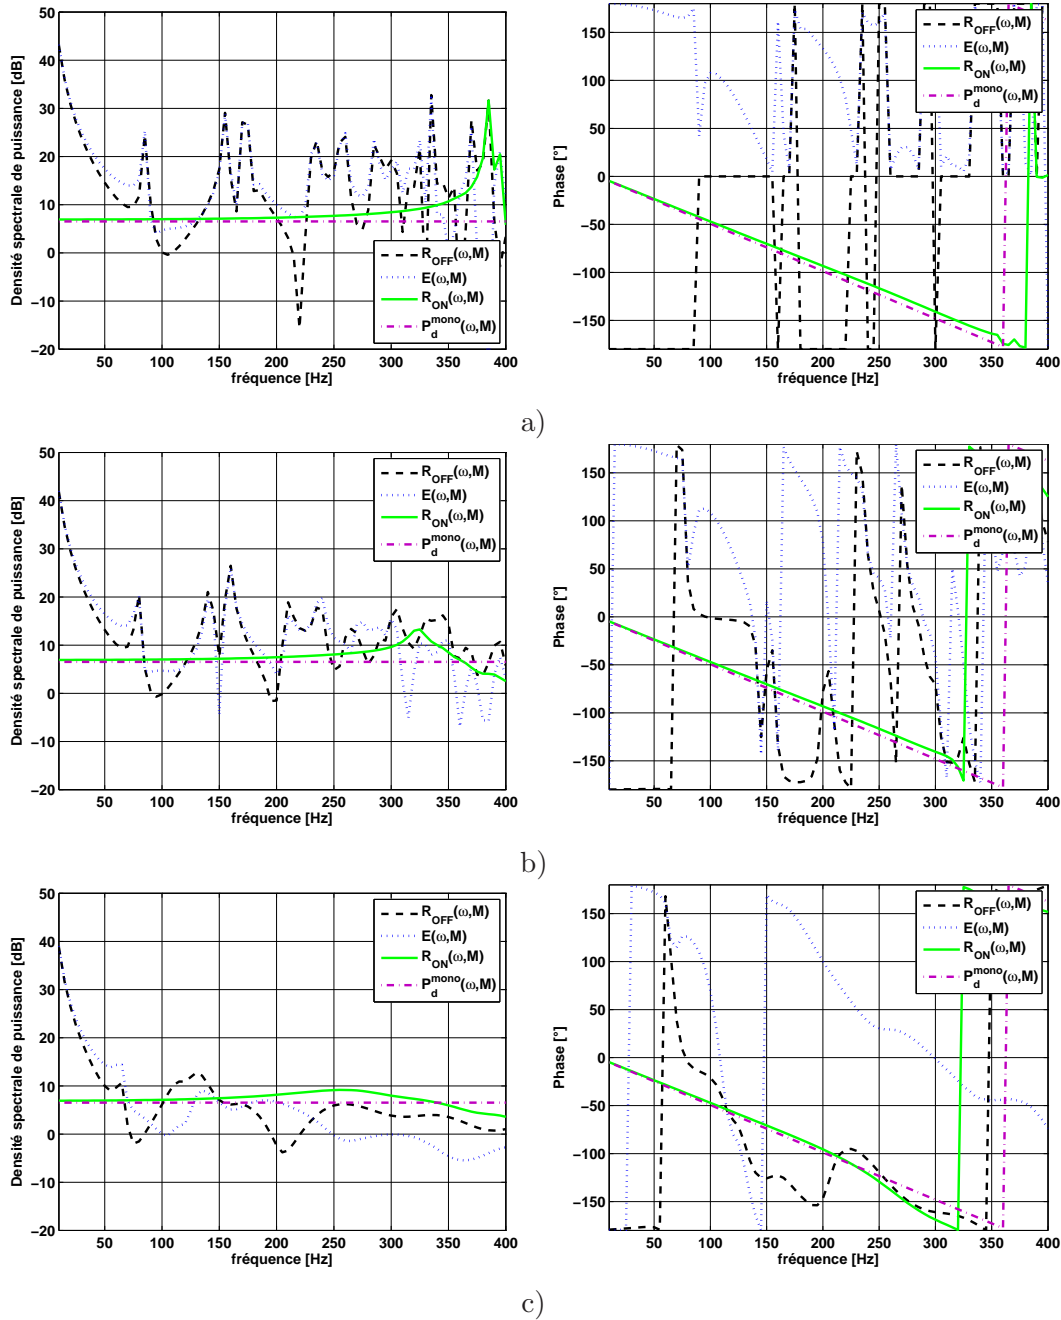 50
40
30
20
10
0
−10
−20
Densité spectrale de puissance [dB]
50 100 150 200 250 300 350 400
fréquence [Hz]
R_OFF(ω,M)
E(ω,M)
R_ON(ω,M)
P_d^mono(ω,M)
150
100
50
0
−50
−100
−150
Phase [°]
50 100 150 200 250 300 350 400
fréquence [Hz]
R_OFF(ω,M)
E(ω,M)
R_ON(ω,M)
P_d^mono(ω,M)
a)
50
40
30
20
10
0
−10
−20
Densité spectrale de puissance [dB]
50 100 150 200 250 300 350 400
fréquence [Hz]
R_OFF(ω,M)
E(ω,M)
R_ON(ω,M)
P_d^mono(ω,M)
150
100
50
0
−50
−100
−150
Phase [°]
50 100 150 200 250 300 350 400
fréquence [Hz]
R_OFF(ω,M)
E(ω,M)
R_ON(ω,M)
P_d^mono(ω,M)
b)
50
40
30
20
10
0
−10
−20
Densité spectrale de puissance [dB]
50 100 150 200 250 300 350 400
fréquence [Hz]
R_OFF(ω,M)
E(ω,M)
R_ON(ω,M)
P_d^mono(ω,M)
150
100
50
0
−50
−100
−150
Phase [°]
50 100 150 200 250 300 350 400
fréquence [Hz]
R_OFF(ω,M)
E(ω,M)
R_ON(ω,M)
P_d^mono(ω,M)
c)